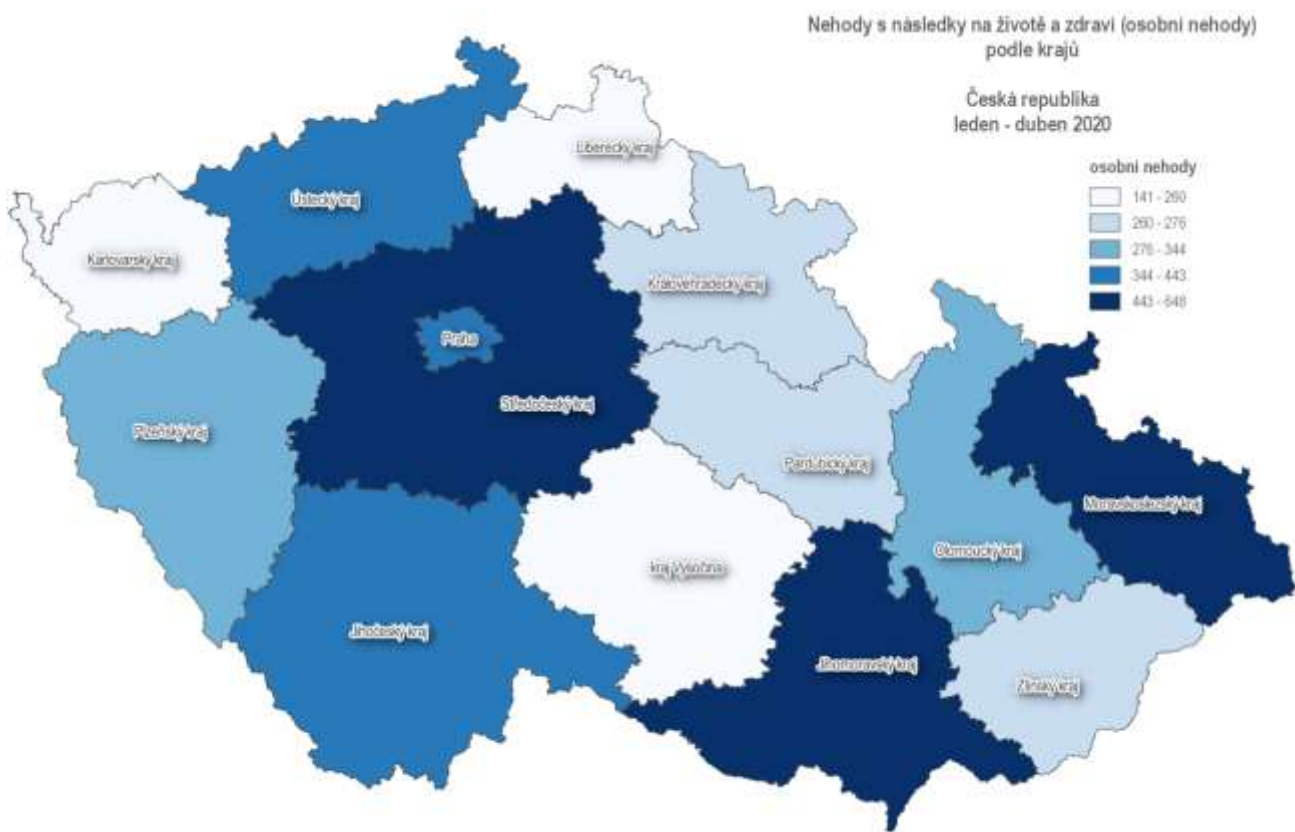 Nehody s následky na životě a zdraví (osobní nehody)
podle krajů
Česká republika
leden - duben 2020
osobní nehody
141 - 260
260 - 276
276 - 344
344 - 443
443 - 648
Liberecký kraj
Ústecký kraj
Karlovarský kraj
Královéhradecký kraj
Praha
Středočeský kraj
Plzeňský kraj
Pardubický kraj
Moravskoslezský kraj
Olomoucký kraj
kraj Vysočina
Jihočeský kraj
Jihomoravský kraj
Zlínský kraj